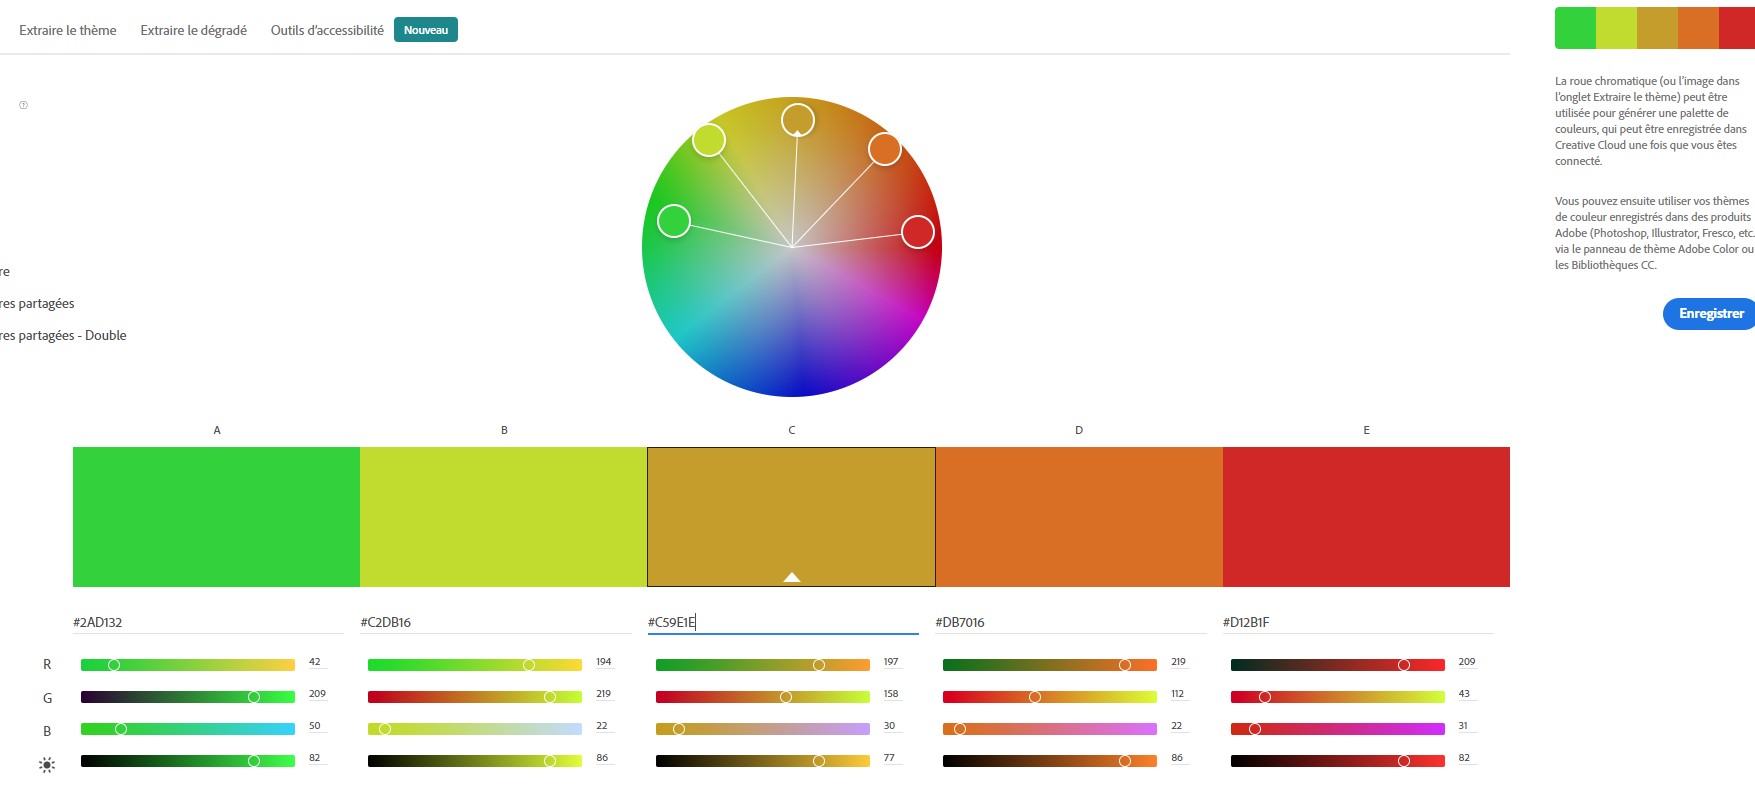 Extraire le thème Extraire le dégradé Outils d'accessibilité Nouveau
La roue chromatique (ou l'image dans
l'onglet Extraire le thème) peut être
utilisée pour générer une palette de
couleurs, qui peut être enregistrée dans
Creative Cloud une fois que vous êtes
connecté.
Vous pouvez ensuite utiliser vos thèmes
de couleur enregistrés dans des produits
Adobe (Photoshop, Illustrator, Fresco, etc.
via le panneau de thème Adobe Color ou
les Bibliothèques CC.
Enregistrer
re
res partagées
res partagées - Double
A B C D E
#2AD132 #C2DB16 #C59E1E #DB7016 #D12B1F
R 42 194 197 219 209
G 209 219 158 112 43
B 50 22 30 22 31
82 86 77 86 82